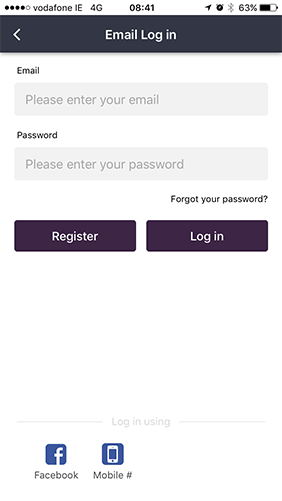 vodafone IE 4G 08:41 63%
Email Log in
Email
Please enter your email
Password
Please enter your password
Forgot your password?
Register Log in
Log in using
Facebook Mobile #